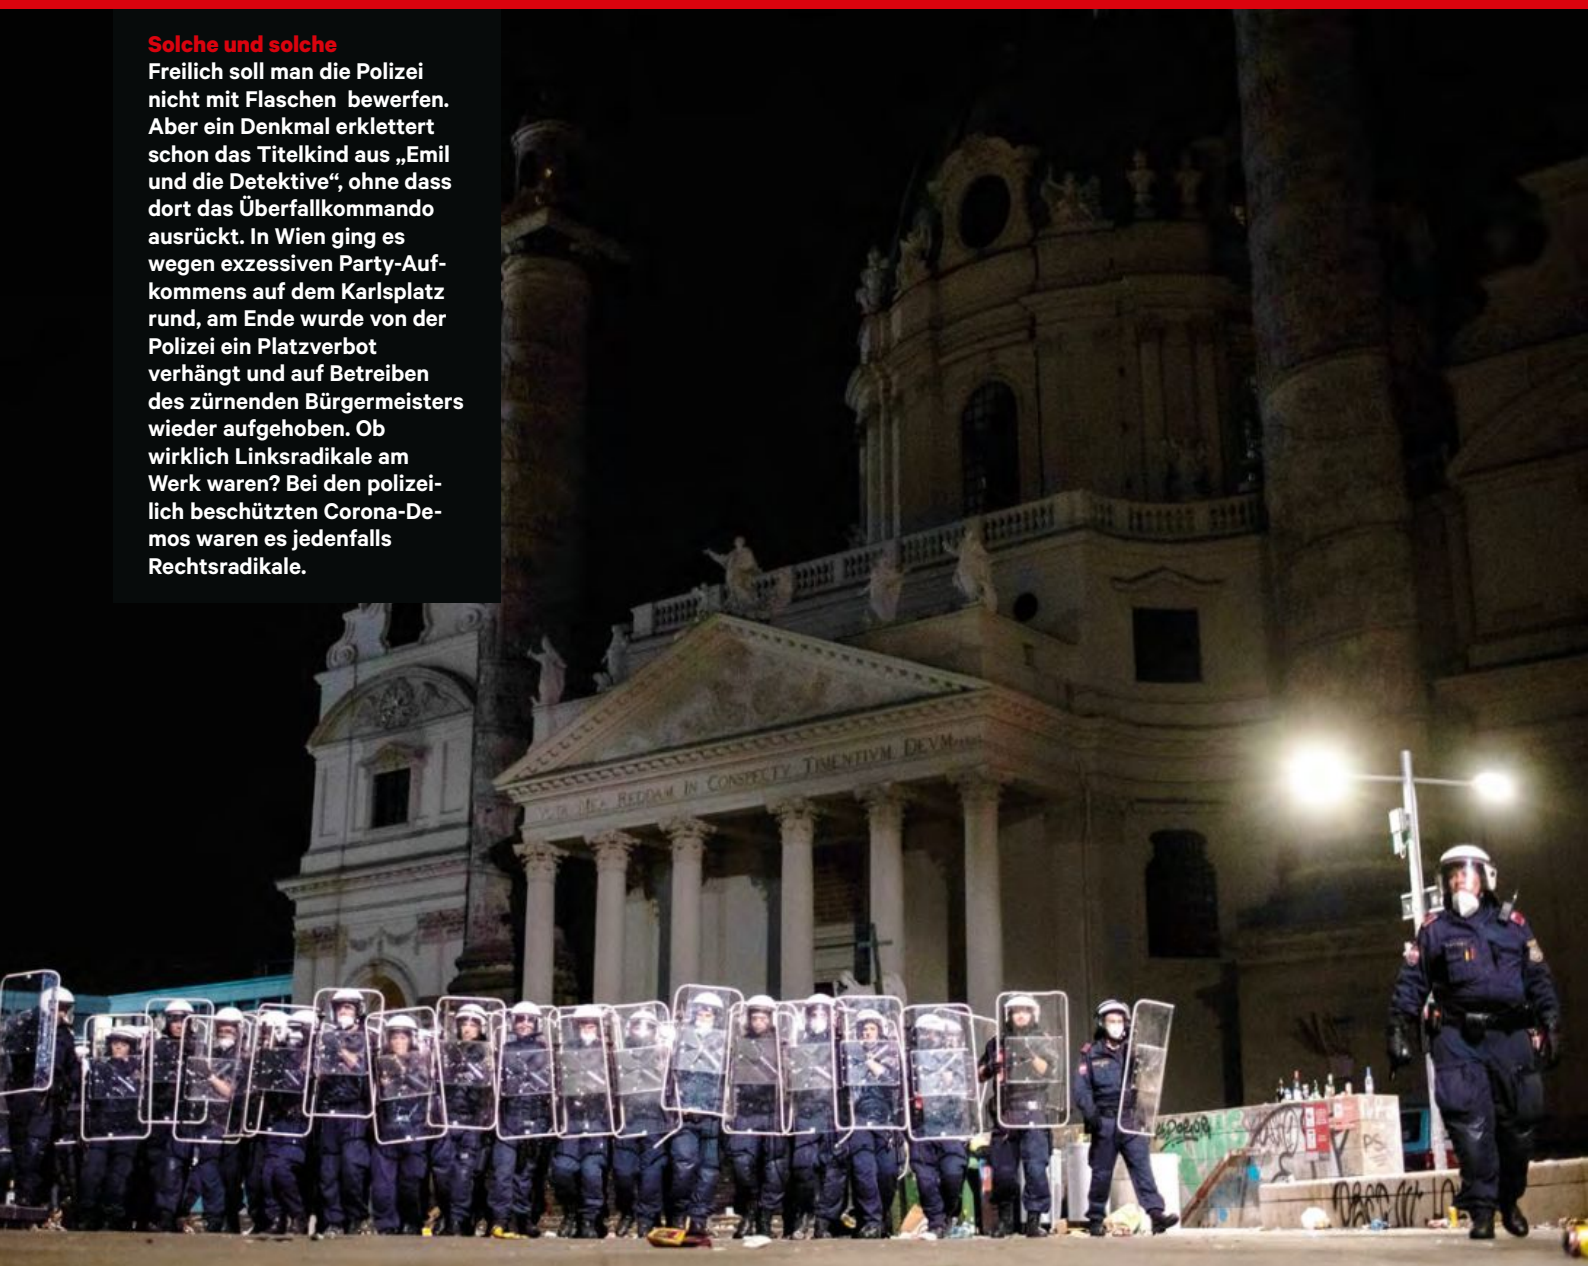 Solche und solche
Freilich soll man die Polizei
nicht mit Flaschen bewerfen.
Aber ein Denkmal erklettert
schon das Titelkind aus „Emil
und die Detektive“, ohne dass
dort das Überfallkommando
ausrückt. In Wien ging es
wegen exzessiven Party-Auf-
kommens auf dem Karlsplatz
rund, am Ende wurde von der
Polizei ein Platzverbot
verhängt und auf Betreiben
des zürnenden Bürgermeisters
wieder aufgehoben. Ob
wirklich Linksradikale am
Werk waren? Bei den polizei-
lich beschützten Corona-De-
mos waren es jedenfalls
Rechtsradikale.
REDDAM IN CONSPECTV TIMENTIVM DEVM